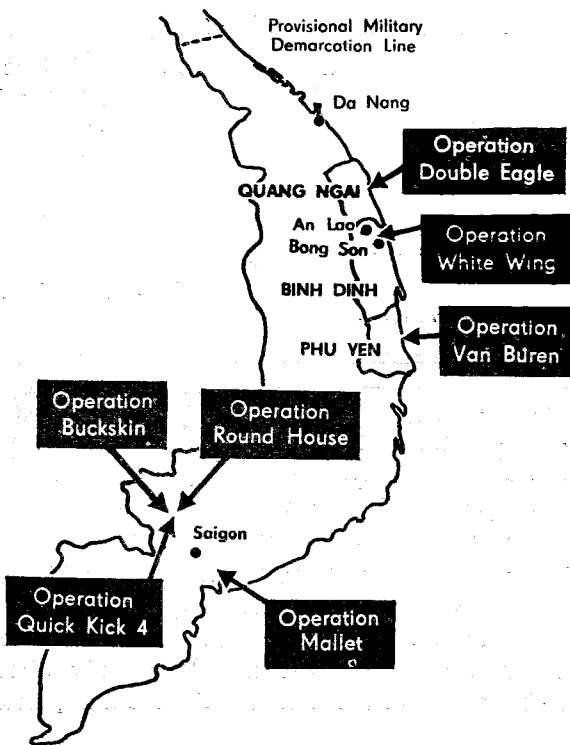 Provisional Military
Demarcation Line
Da Nang
Operation
Double Eagle
QUANG NGAI
An Lao
Bong Son
Operation
White Wing
BINH DINH
Operation
Van Buren
PHU YEN
Operation
Buckskin
Operation
Round House
Saigon
Operation
Quick Kick 4
Operation
Mallet